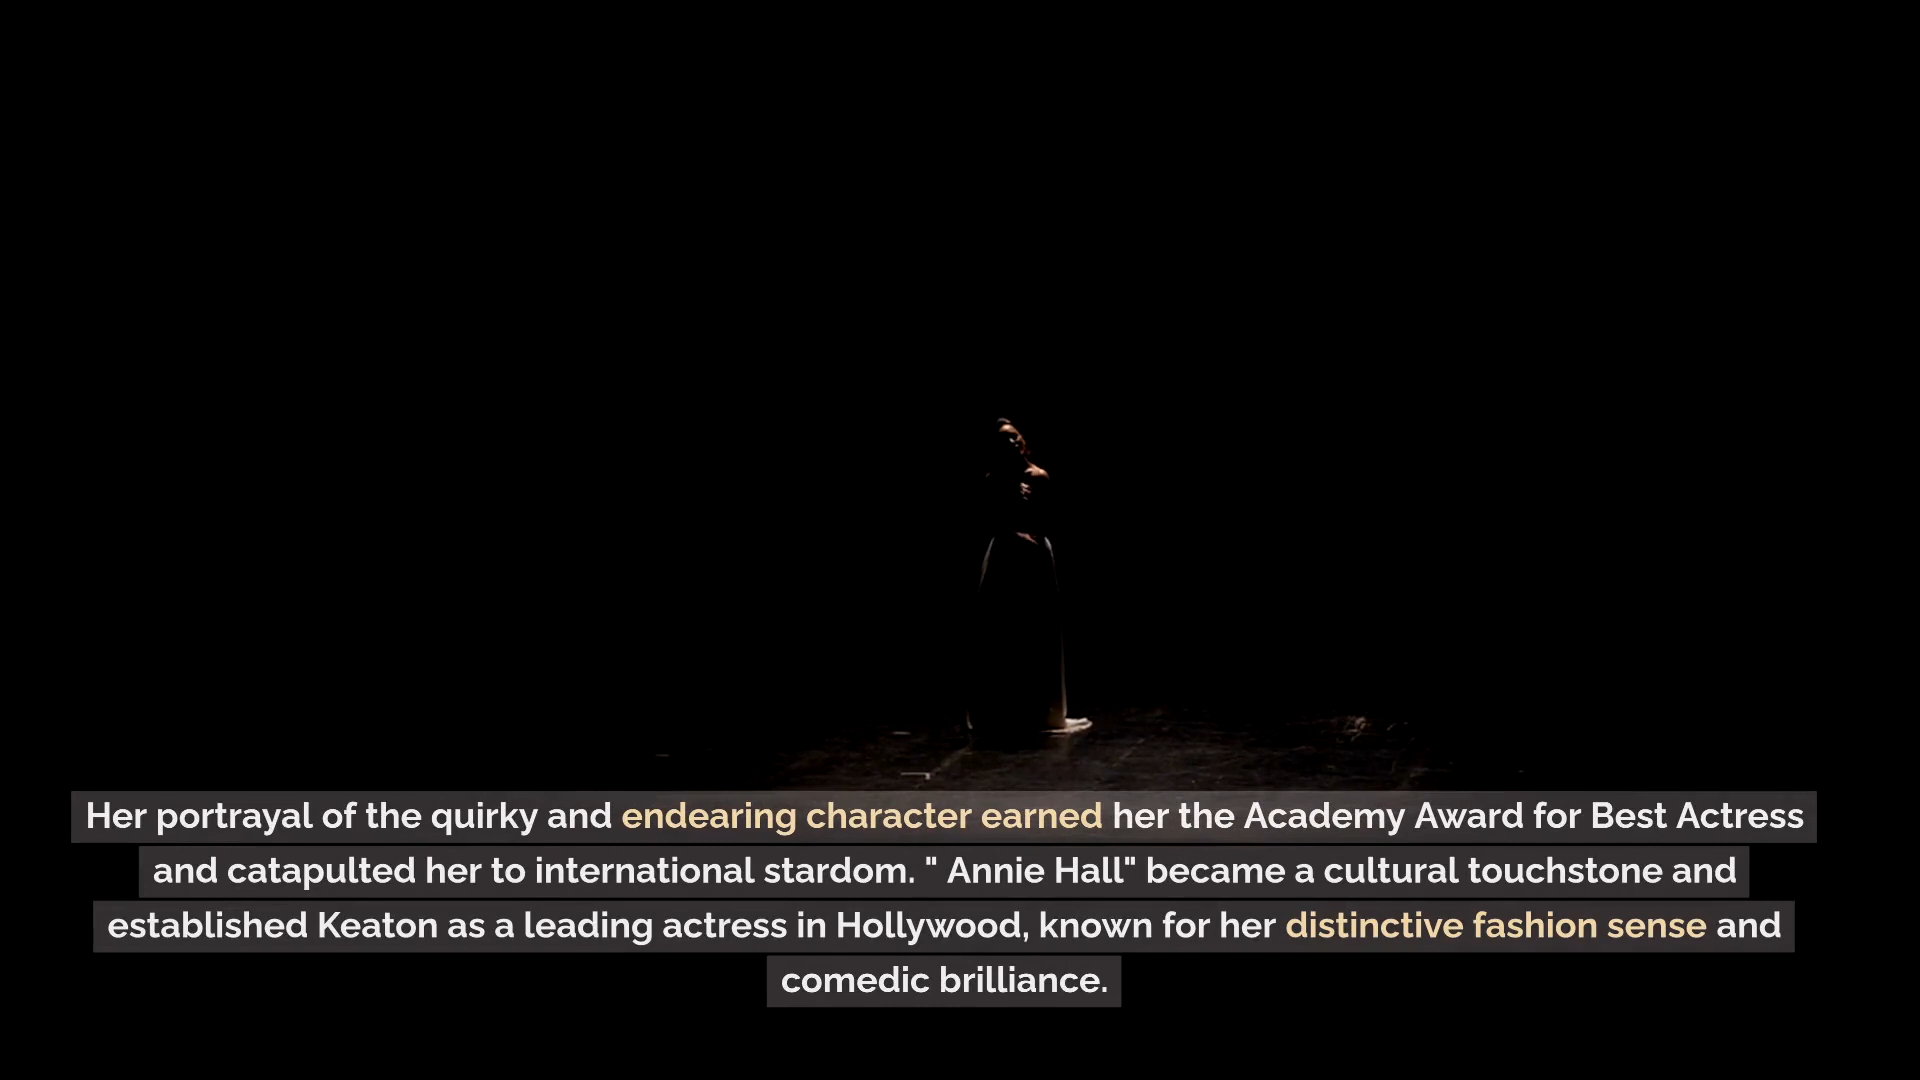 Her portrayal of the quirky and endearing character earned her the Academy Award for Best Actress
and catapulted her to international stardom. " Annie Hall" became a cultural touchstone and
established Keaton as a leading actress in Hollywood, known for her distinctive fashion sense and
comedic brilliance.